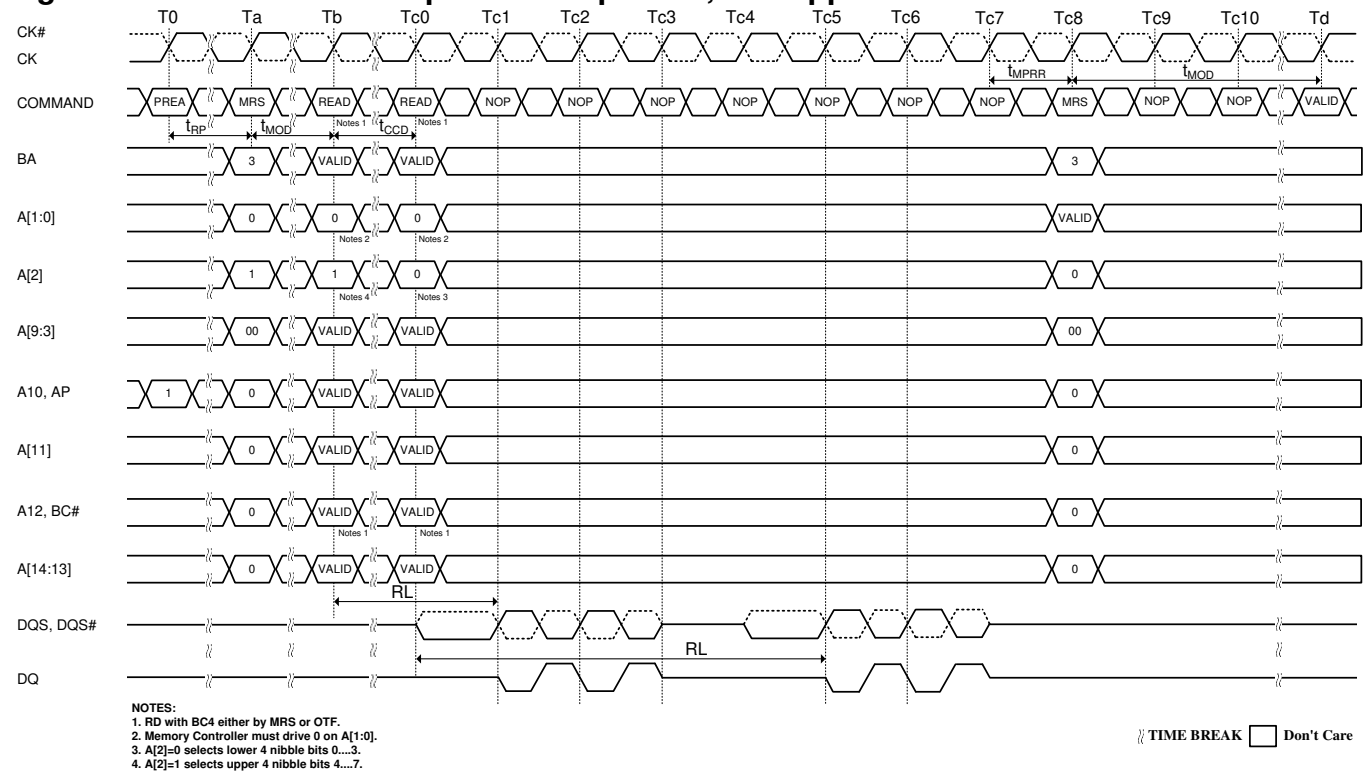 T0 Ta Tb Tc0 Tc1 Tc2 Tc3 Tc4 Tc5 Tc6 Tc7 Tc8 Tc9 Tc10 Td
CK#
CK
tMPRR tMOD
COMMAND PREA MRS READ READ NOP NOP NOP NOP NOP NOP NOP MRS NOP NOP VALID
Notes 1 Notes 1
tRP tMOD tCCD
BA 3 VALID VALID 3
A[1:0] 0 0 0 VALID
Notes 2 Notes 2
A[2] 1 1 0 0
Notes 4 Notes 3
A[9:3] 00 VALID VALID 00
A10, AP 1 0 VALID VALID 0
A[11] 0 VALID VALID 0
A12, BC# 0 VALID VALID 0
Notes 1 Notes 1
A[14:13] 0 VALID VALID 0
RL
DQS, DQS#
RL
DQ
NOTES:
1. RD with BC4 either by MRS or OTF.
2. Memory Controller must drive 0 on A[1:0].
3. A[2]=0 selects lower 4 nibble bits 0....3.
4. A[2]=1 selects upper 4 nibble bits 4....7.
TIME BREAK Don't Care